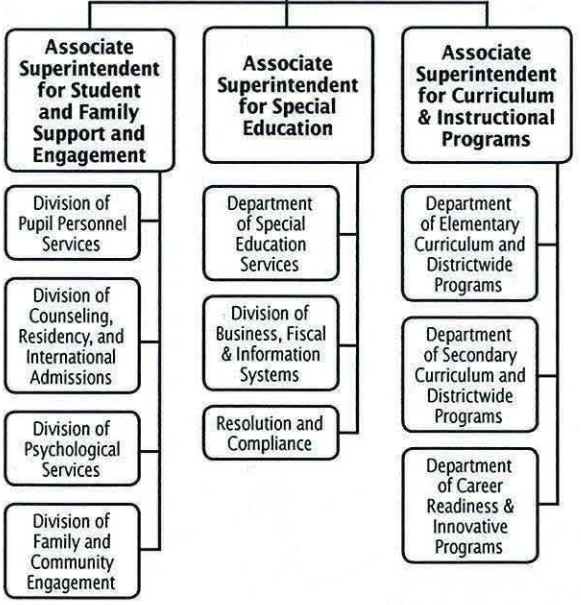 Associate
Superintendent
for Student
and Family
Support and
Engagement
Division of
Pupil Personnel
Services
Division of
Counseling,
Residency, and
International
Admissions
Division of
Psychological
Services
Division of
Family and
Community
Engagement
Associate
Superintendent
for Special
Education
Department
of Special
Education
Services
Division of
Business, Fiscal
& Information
Systems
Resolution and
Compliance
Associate
Superintendent
for Curriculum
& Instructional
Programs
Department
of Elementary
Curriculum and
Districtwide
Programs
Department
of Secondary
Curriculum and
Districtwide
Programs
Department
of Career
Readiness &
Innovative
Programs